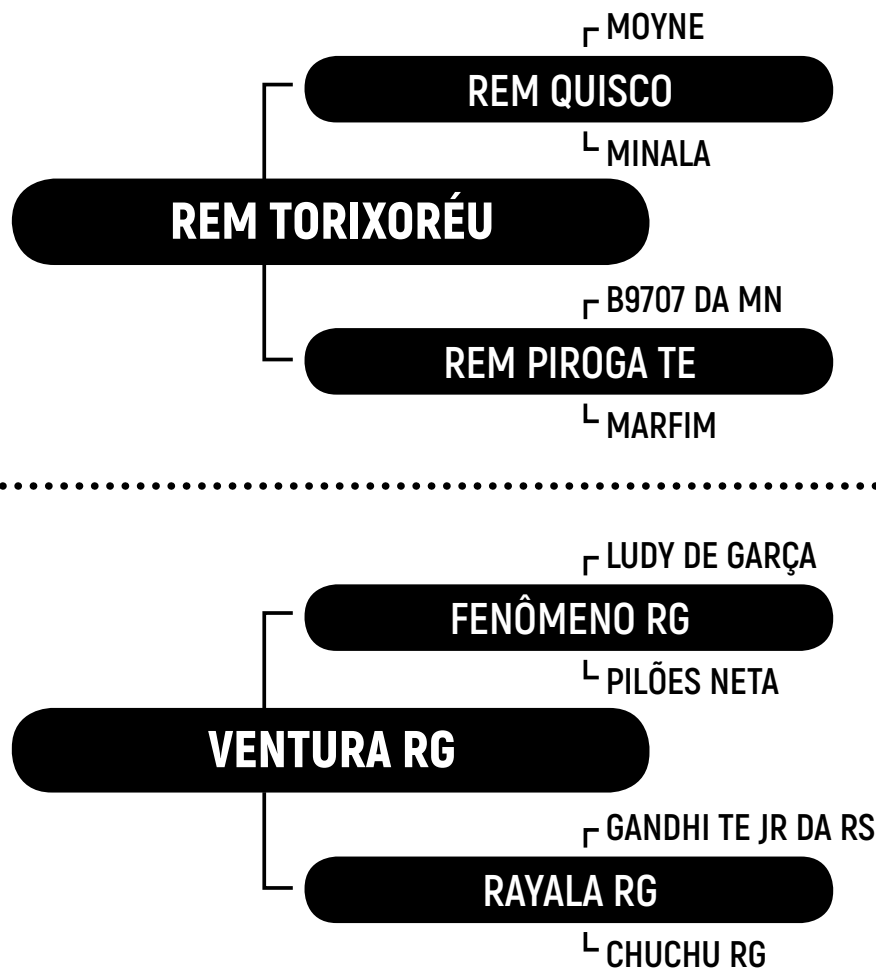 MOYNE
REM QUISCO
MINALA
REM TORIXORÉU
B9707 DA MN
REM PIROGA TE
MARFIM
LUDY DE GARÇA
FENÔMENO RG
PILÕES NETA
VENTURA RG
GANDHI TE JR DA RS
RAYALA RG
CHUCHU RG